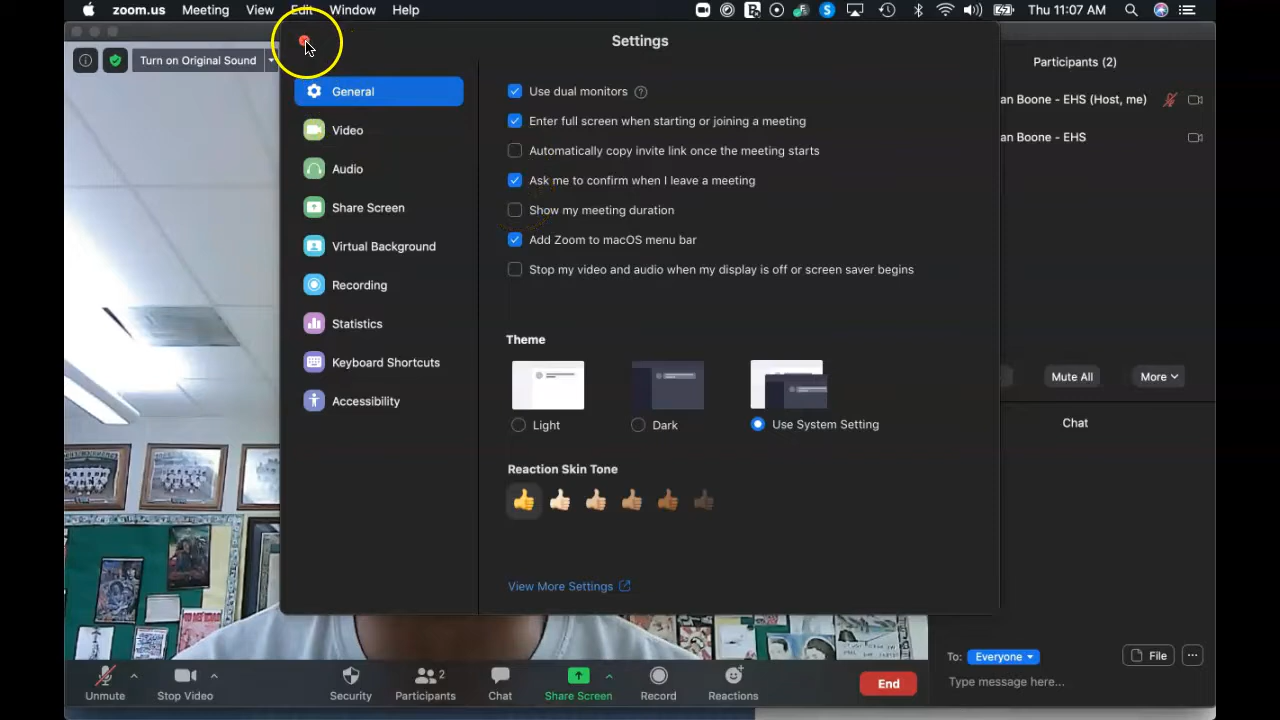 zoom.us Meeting View Edit Window Help Thu 11:07 AM
Settings
Turn on Original Sound
Participants (2)
an Boone - EHS (Host, me)
an Boone - EHS
General
Video
Audio
Share Screen
Virtual Background
Recording
Statistics
Keyboard Shortcuts
Accessibility
Use dual monitors ?
Enter full screen when starting or joining a meeting
Automatically copy invite link once the meeting starts
Ask me to confirm when I leave a meeting
Show my meeting duration
Add Zoom to macOS menu bar
Stop my video and audio when my display is off or screen saver begins
Theme
Light Dark Use System Setting
Reaction Skin Tone
View More Settings
Mute All More
Chat
To: Everyone File ...
Type message here...
Unmute Stop Video Security Participants 2 Chat Share Screen Record Reactions End